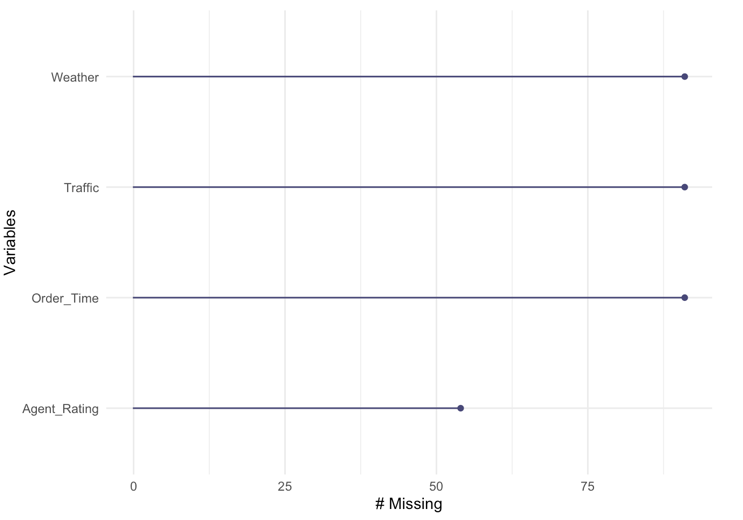 Weather
Traffic
Order_Time
Agent_Rating
Variables
0 25 50 75
# Missing